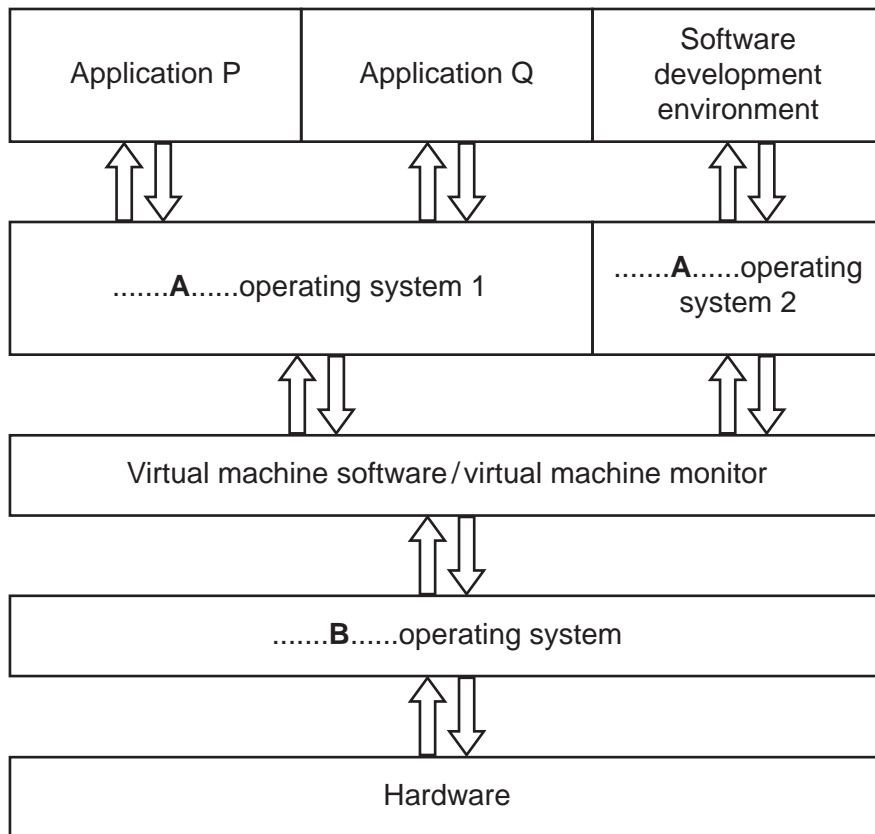 Application P
Application Q
Software
development
environment
.......A......operating system 1
.......A......operating
system 2
Virtual machine software/virtual machine monitor
.......B......operating system
Hardware